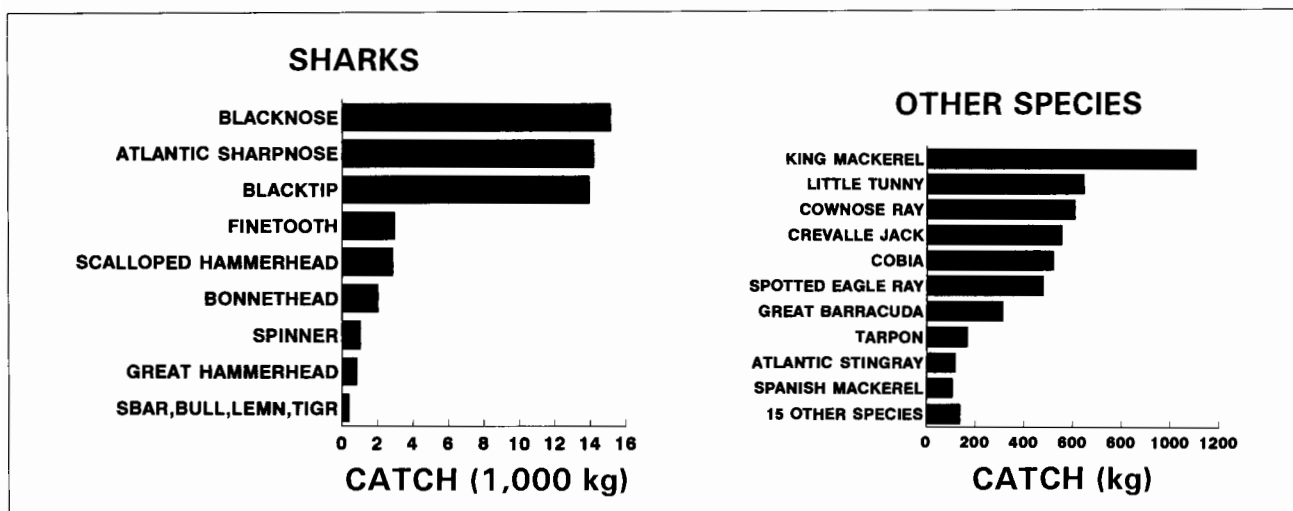 SHARKS
BLACKNOSE
ATLANTIC SHARPNOSE
BLACKTIP
FINETOOTH
SCALLOPED HAMMERHEAD
BONNETHEAD
SPINNER
GREAT HAMMERHEAD
SBAR,BULL,LEMN,TIGR
0 2 4 6 8 10 12 14 16
CATCH (1,000 kg)
OTHER SPECIES
KING MACKEREL
LITTLE TUNNY
COWNOSE RAY
CREVALLE JACK
COBIA
SPOTTED EAGLE RAY
GREAT BARRACUDA
TARPON
ATLANTIC STINGRAY
SPANISH MACKEREL
15 OTHER SPECIES
0 200 400 600 800 1000 1200
CATCH (kg)